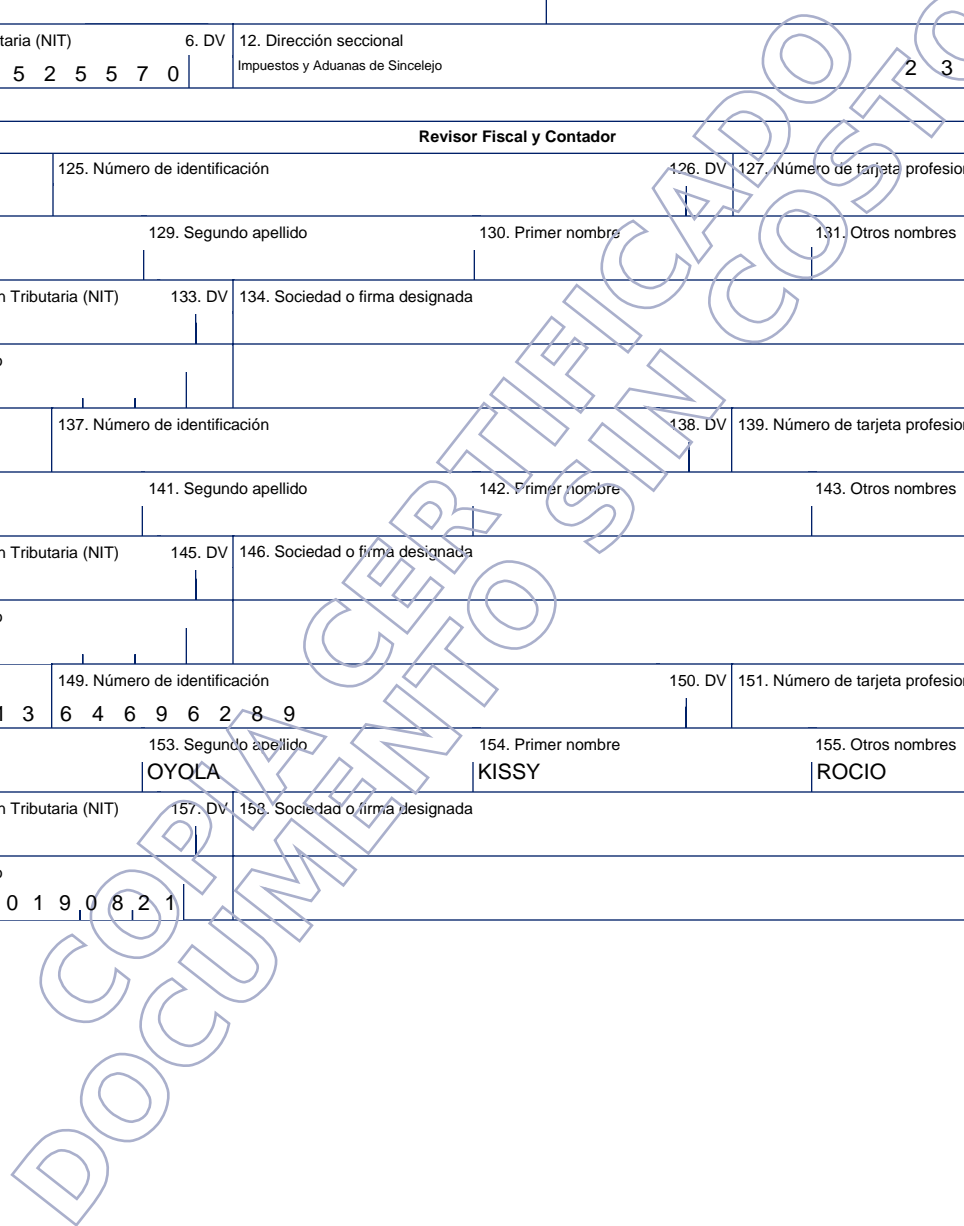 taria (NIT) 6. DV 12. Dirección seccional
5 2 5 5 7 0 Impuestos y Aduanas de Sincelejo 2 3
Revisor Fiscal y Contador
125. Número de identificación 126. DV 127. Número de tarjeta profesion
129. Segundo apellido 130. Primer nombre 131. Otros nombres
n Tributaria (NIT) 133. DV 134. Sociedad o firma designada
o
137. Número de identificación 138. DV 139. Número de tarjeta profesion
141. Segundo apellido 142. Primer nombre 143. Otros nombres
n Tributaria (NIT) 145. DV 146. Sociedad o firma designada
o
149. Número de identificación 150. DV 151. Número de tarjeta profesion
1 3 6 4 6 9 6 2 8 9
153. Segundo apellido 154. Primer nombre 155. Otros nombres
OYOLA KISSY ROCIO
n Tributaria (NIT) 157. DV 158. Sociedad o firma designada
o
0 1 9 0 8 2 1
COPIA CERTIFICADO
DOCUMENTO SIN COSTO